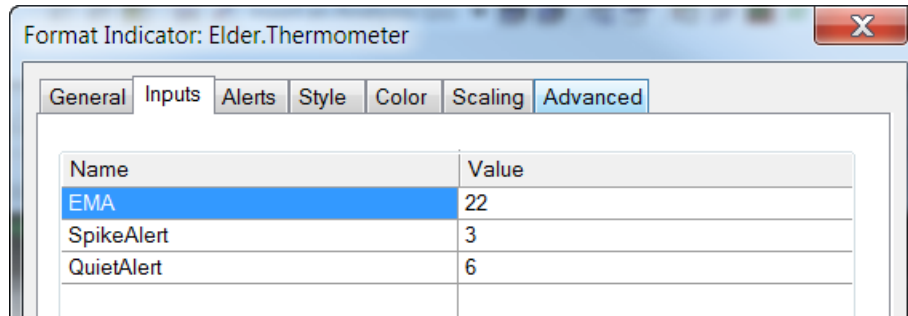 Format Indicator: Elder.Thermometer
General Inputs Alerts Style Color Scaling Advanced
Name Value
EMA 22
SpikeAlert 3
QuietAlert 6